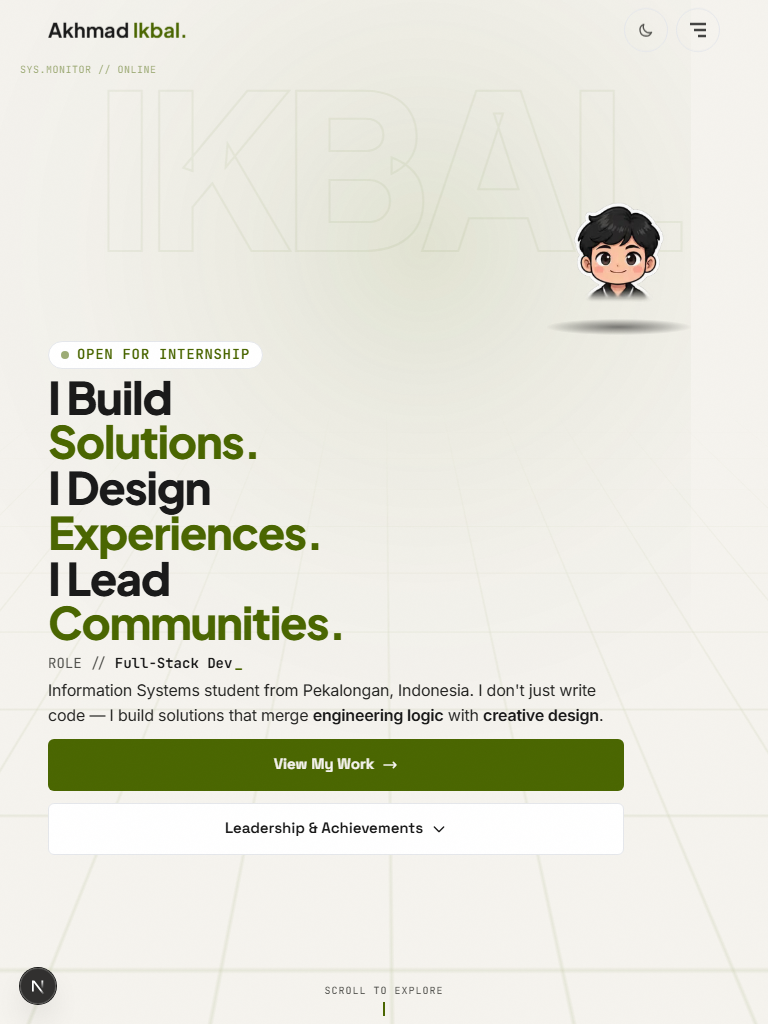 Akhmad Ikbal.
SYS.MONITOR // ONLINE
IKBAL
OPEN FOR INTERNSHIP
I Build
Solutions.
I Design
Experiences.
I Lead
Communities.
ROLE // Full-Stack Dev_
Information Systems student from Pekalongan, Indonesia. I don't just write
code — I build solutions that merge engineering logic with creative design.
View My Work →
Leadership & Achievements
N
SCROLL TO EXPLORE